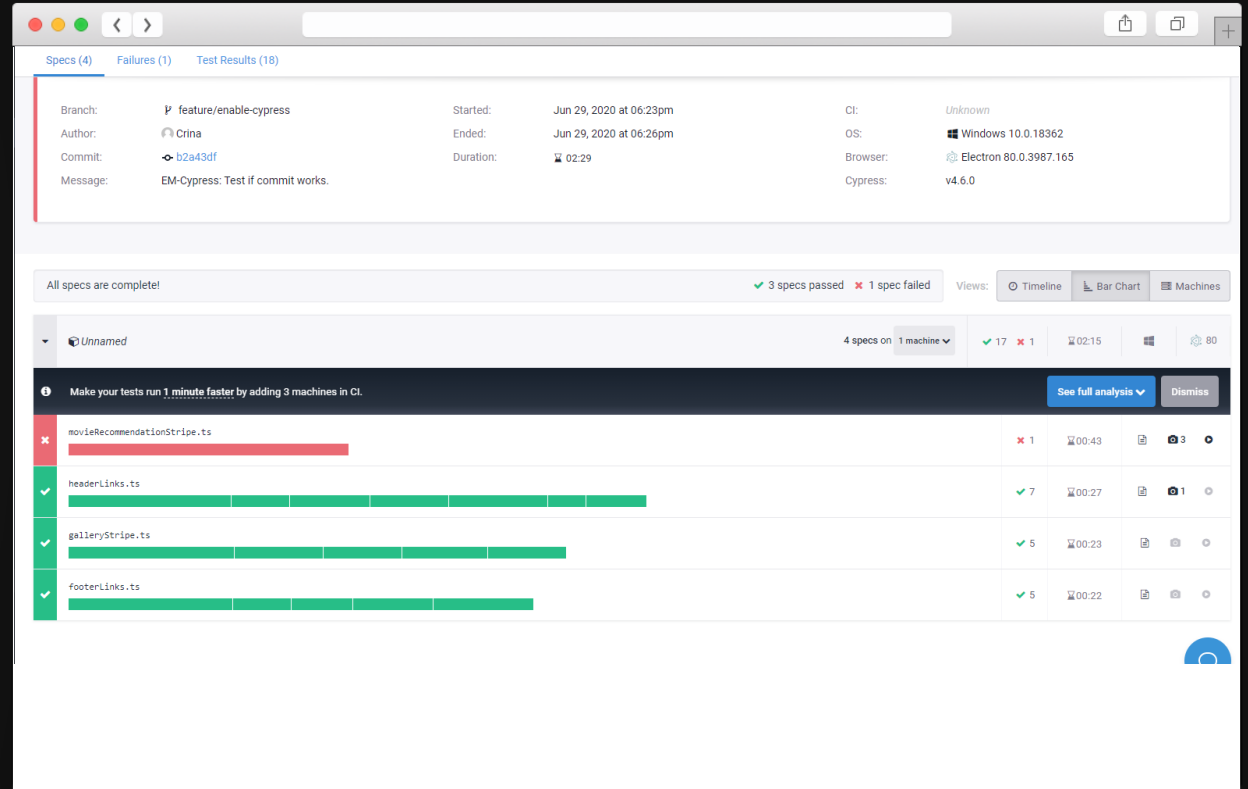 Specs (4) Failures (1) Test Results (18)
Branch: feature/enable-cypress Started: Jun 29, 2020 at 06:23pm CI: Unknown
Author: Crina Ended: Jun 29, 2020 at 06:26pm OS: Windows 10.0.18362
Commit: b2a43df Duration: 02:29 Browser: Electron 80.0.3987.165
Message: EM-Cypress: Test if commit works. Cypress: v4.6.0
All specs are complete! 3 specs passed 1 spec failed Views: Timeline Bar Chart Machines
Unnamed 4 specs on 1 machine 17 1 02:15 80
Make your tests run 1 minute faster by adding 3 machines in CI. See full analysis Dismiss
movieRecommendationStripe.ts 1 00:43 3
headerLinks.ts 7 00:27 1
galleryStripe.ts 5 00:23
footerLinks.ts 5 00:22